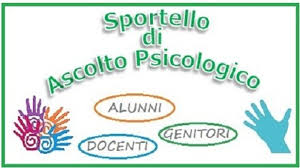 Sportello
di
Ascolto Psicologico
ALUNNI
GENITORI
DOCENTI